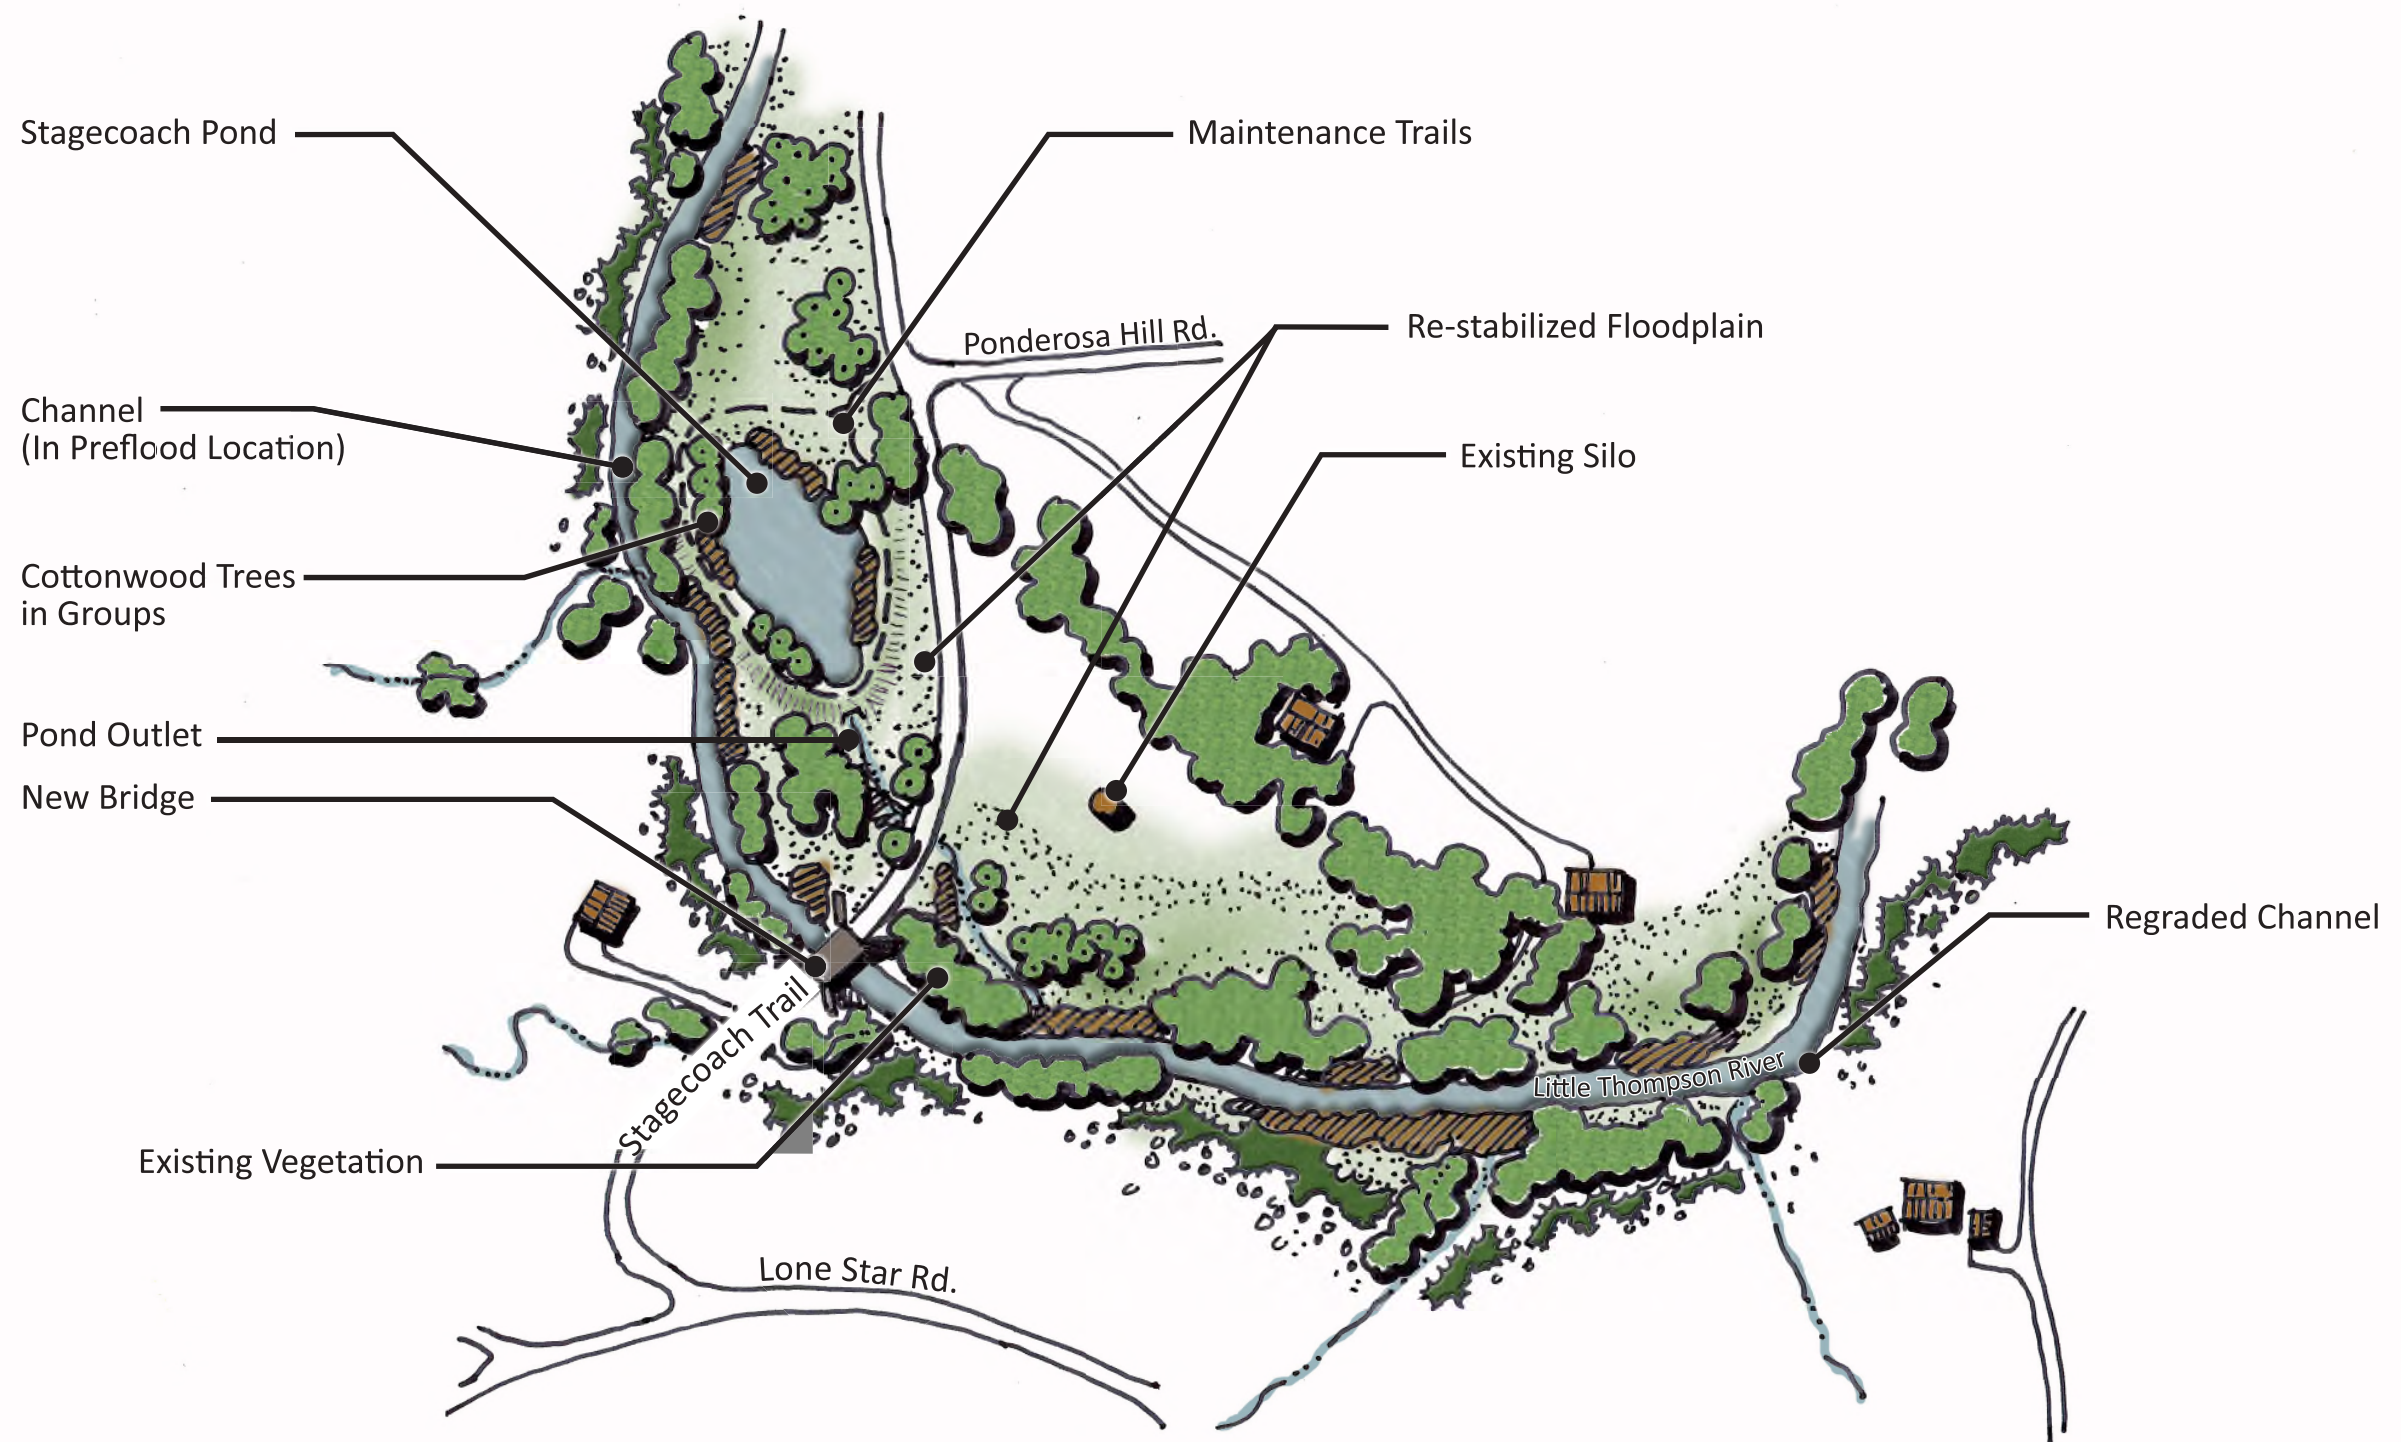 Stagecoach Pond
Maintenance Trails
Ponderosa Hill Rd.
Re-stabilized Floodplain
Channel
(In Preflood Location)
Existing Silo
Cottonwood Trees
in Groups
Pond Outlet
New Bridge
Regraded Channel
Stagecoach Trail
Little Thompson River
Existing Vegetation
Lone Star Rd.